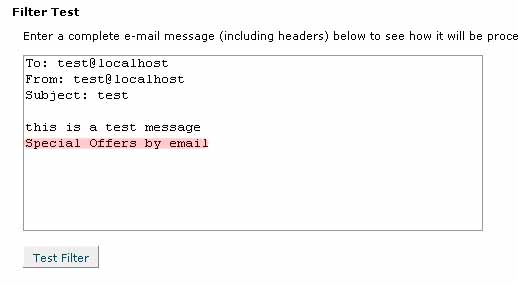 Filter Test
Enter a complete e-mail message (including headers) below to see how it will be proce
To: test@localhost
From: test@localhost
Subject: test
this is a test message
Special Offers by email
Test Filter